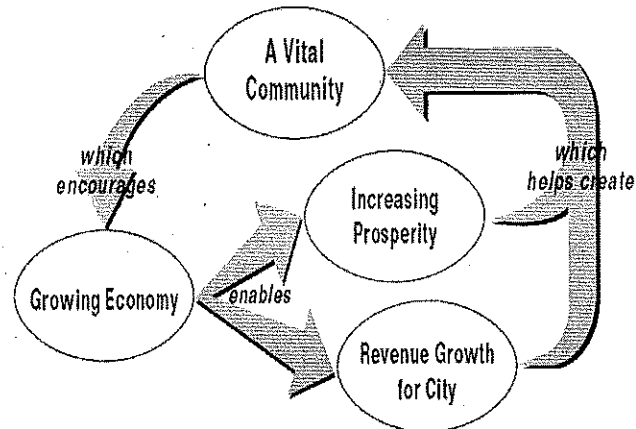 A Vital
Community
which
encourages
which
helps create
Increasing
Prosperity
Growing Economy
enables
Revenue Growth
for City